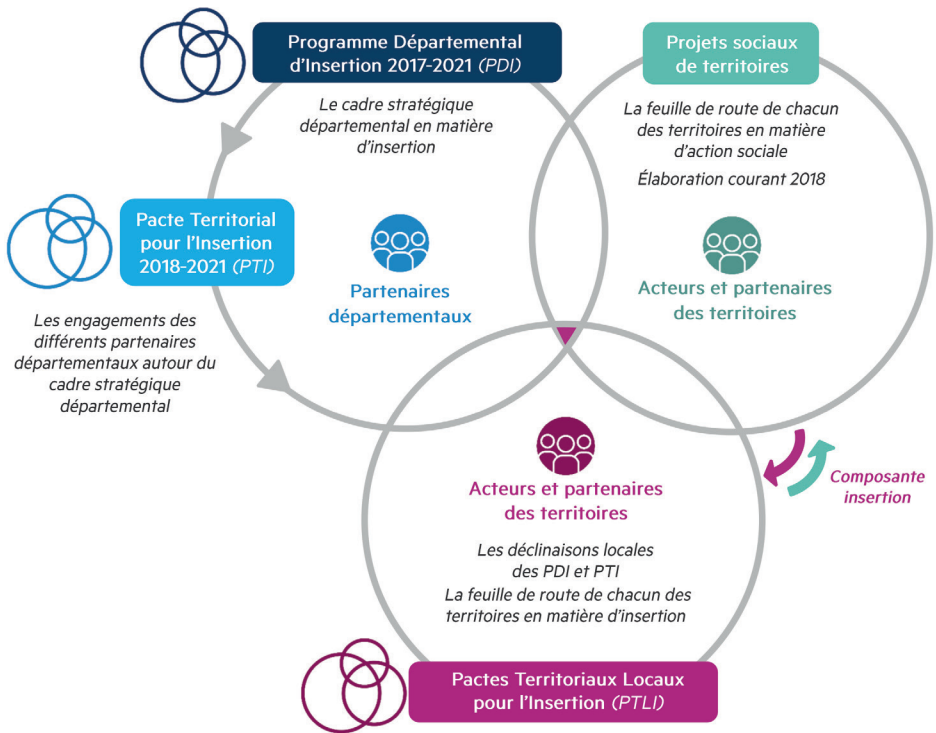 Programme Départemental
d'Insertion 2017-2021 (PDI)
Le cadre stratégique
départemental en matière
d'insertion
Projets sociaux
de territoires
La feuille de route de chacun
des territoires en matière
d'action sociale
Élaboration courant 2018
Pacte Territorial
pour l'Insertion
2018-2021 (PTI)
Les engagements des
différents partenaires
départementaux autour du
cadre stratégique
départemental
Partenaires
départementaux
Acteurs et partenaires
des territoires
Composante
insertion
Acteurs et partenaires
des territoires
Les déclinaisons locales
des PDI et PTI
La feuille de route de chacun des
territoires en matière d'insertion
Pactes Territoriaux Locaux
pour l'Insertion (PTLI)